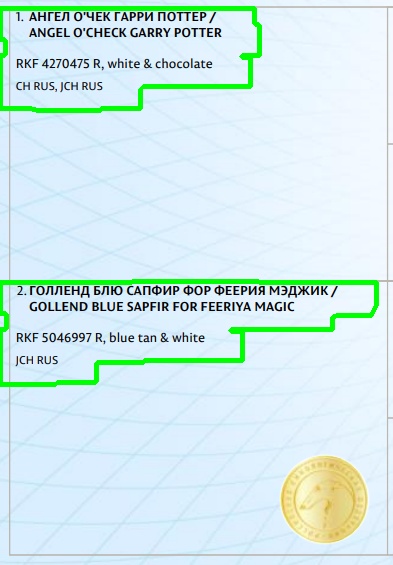 1. АНГЕЛ О'ЧЕК ГАРРИ ПОТТЕР /
ANGEL O'CHECK GARRY POTTER
RKF 4270475 R, white & chocolate
CH RUS, JCH RUS
2. ГОЛЛЕНД БЛЮ САПФИР ФОР ФЕЕРИЯ МЭДЖИК /
GOLLEND BLUE SAPFIR FOR FEERIYA MAGIC
RKF 5046997 R, blue tan & white
JCH RUS